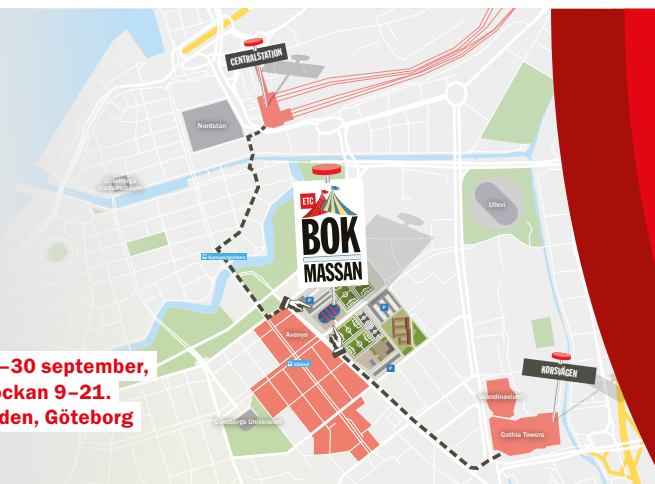 CENTRALSTATION
Nordstan
Göteborgs
stadsmuseum
ETC
BOK
MASSAN
Ullevi
Kungsportsplatsen
P
P
Avenyn
Valand
P
–30 september,
ockan 9–21.
den, Göteborg
KORSVÄGEN
Skandinavium
Göteborgs Universitet
Gothia Towers